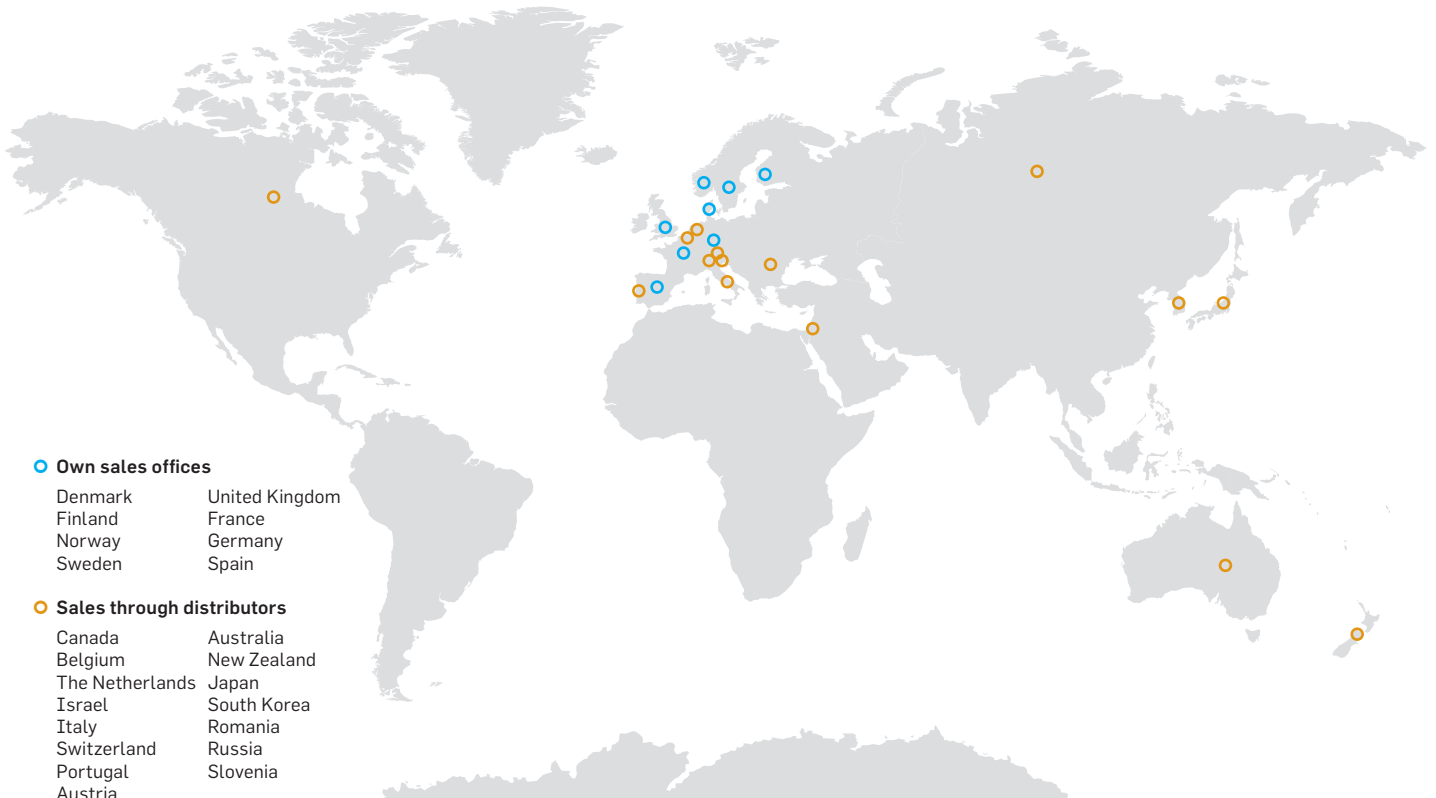 Own sales offices
Denmark United Kingdom
Finland France
Norway Germany
Sweden Spain
Sales through distributors
Canada Australia
Belgium New Zealand
The Netherlands Japan
Israel South Korea
Italy Romania
Switzerland Russia
Portugal Slovenia
Austria